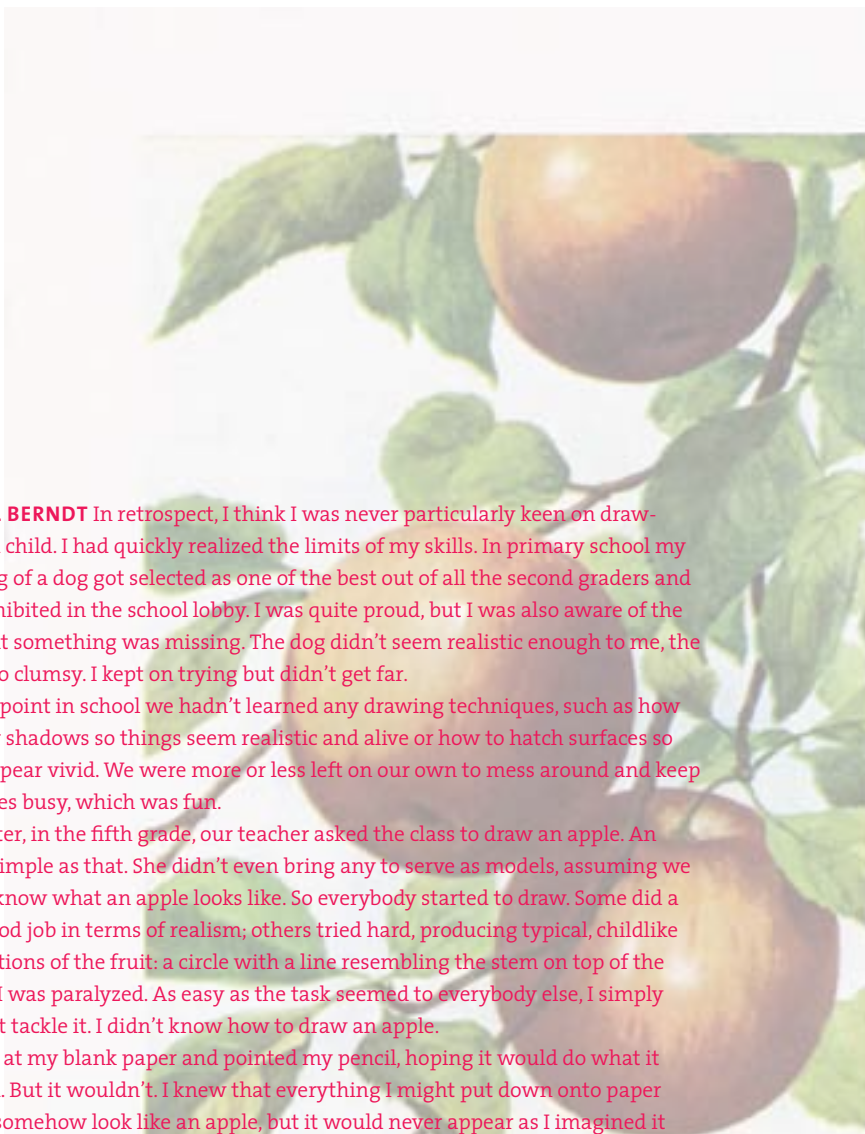 BERNDT In retrospect, I think I was never particularly keen on draw-
child. I had quickly realized the limits of my skills. In primary school my
g of a dog got selected as one of the best out of all the second graders and
hibited in the school lobby. I was quite proud, but I was also aware of the
t something was missing. The dog didn’t seem realistic enough to me, the
o clumsy. I kept on trying but didn’t get far.
point in school we hadn’t learned any drawing techniques, such as how
shadows so things seem realistic and alive or how to hatch surfaces so
pear vivid. We were more or less left on our own to mess around and keep
es busy, which was fun.
ter, in the fifth grade, our teacher asked the class to draw an apple. An
imple as that. She didn’t even bring any to serve as models, assuming we
know what an apple looks like. So everybody started to draw. Some did a
od job in terms of realism; others tried hard, producing typical, childlike
tions of the fruit: a circle with a line resembling the stem on top of the
I was paralyzed. As easy as the task seemed to everybody else, I simply
t tackle it. I didn’t know how to draw an apple.
at my blank paper and pointed my pencil, hoping it would do what it
. But it wouldn’t. I knew that everything I might put down onto paper
somehow look like an apple, but it would never appear as I imagined it